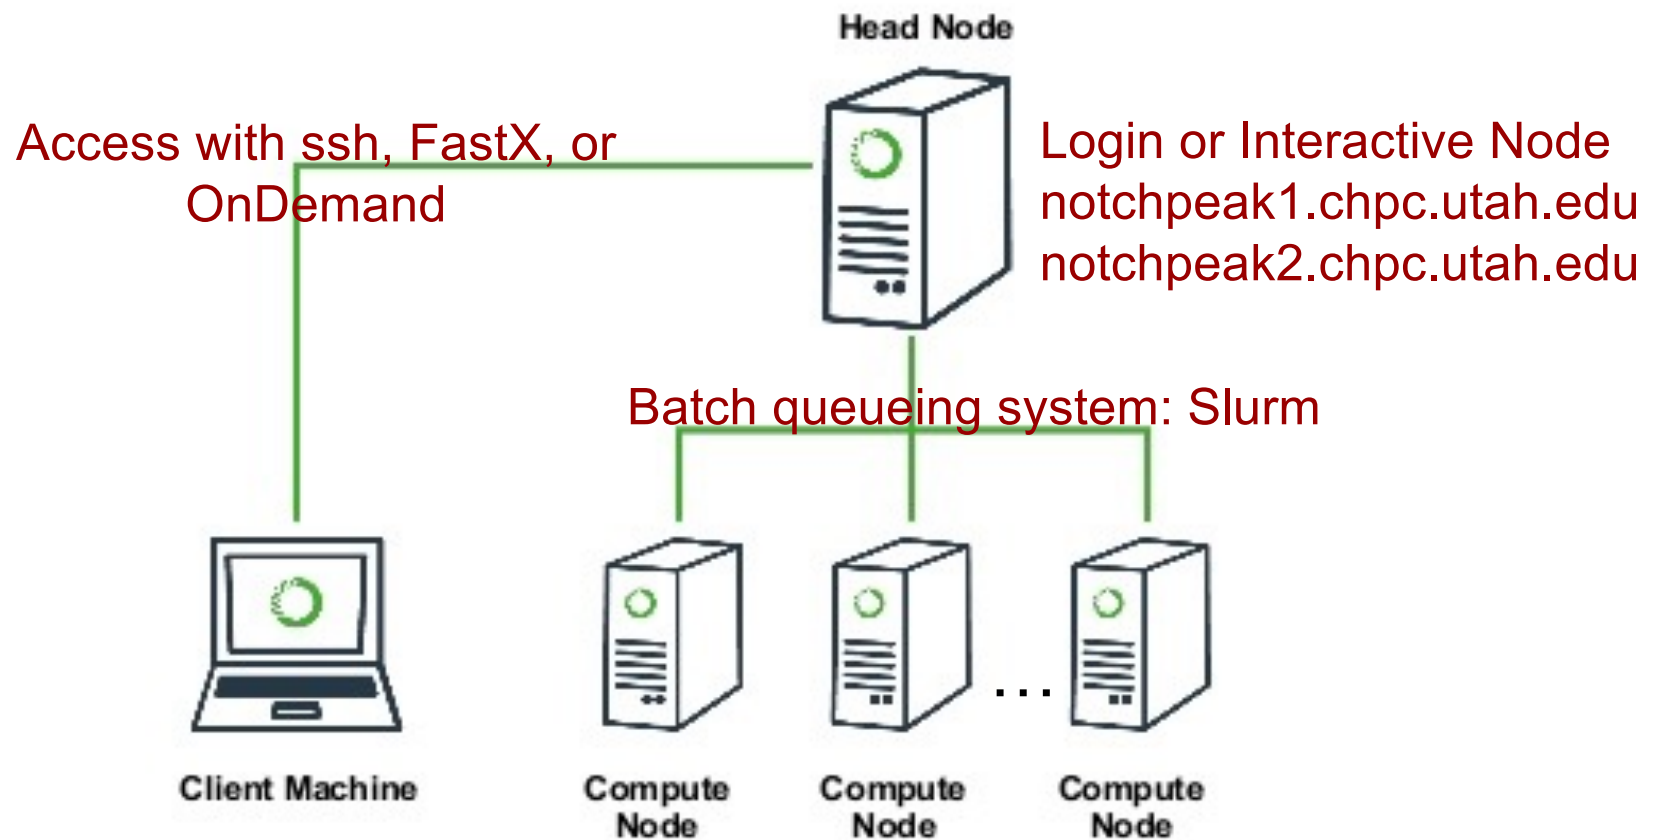 Head Node
Access with ssh, FastX, or
OnDemand
Login or Interactive Node
notchpeak1.chpc.utah.edu
notchpeak2.chpc.utah.edu
Batch queueing system: Slurm
...
Client Machine
Compute
Node
Compute
Node
Compute
Node